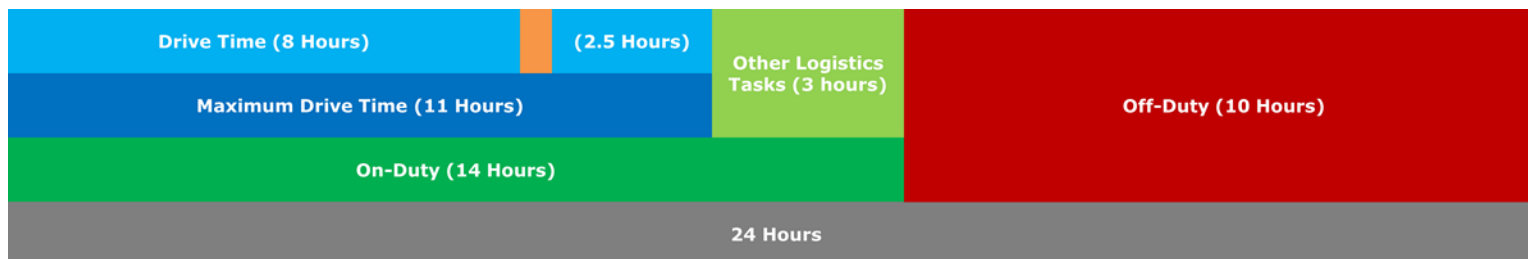 Drive Time (8 Hours)
(2.5 Hours)
Other Logistics
Tasks (3 hours)
Maximum Drive Time (11 Hours)
Off-Duty (10 Hours)
On-Duty (14 Hours)
24 Hours